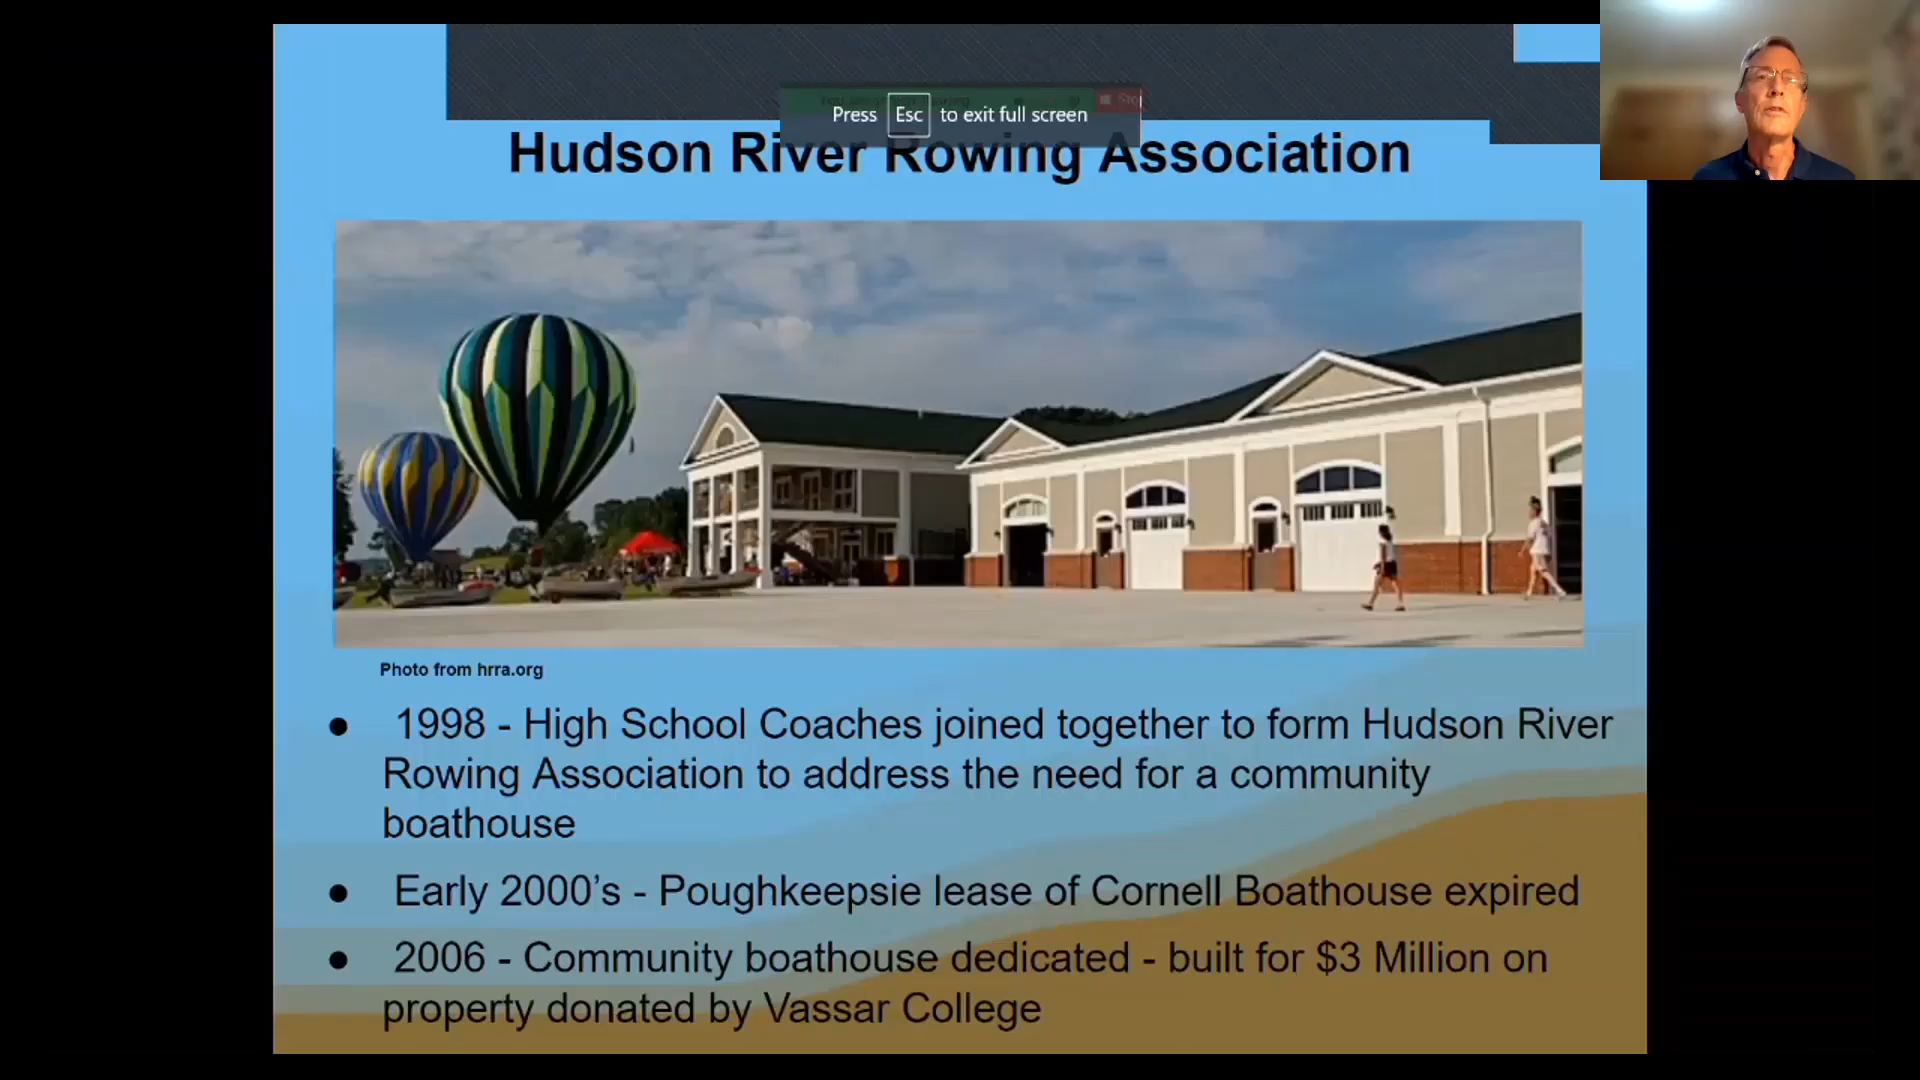 Press Esc to exit full screen
Hudson River Rowing Association
Photo from hrra.org
● 1998 - High School Coaches joined together to form Hudson River
Rowing Association to address the need for a community
boathouse
● Early 2000’s - Poughkeepsie lease of Cornell Boathouse expired
● 2006 - Community boathouse dedicated - built for $3 Million on
property donated by Vassar College